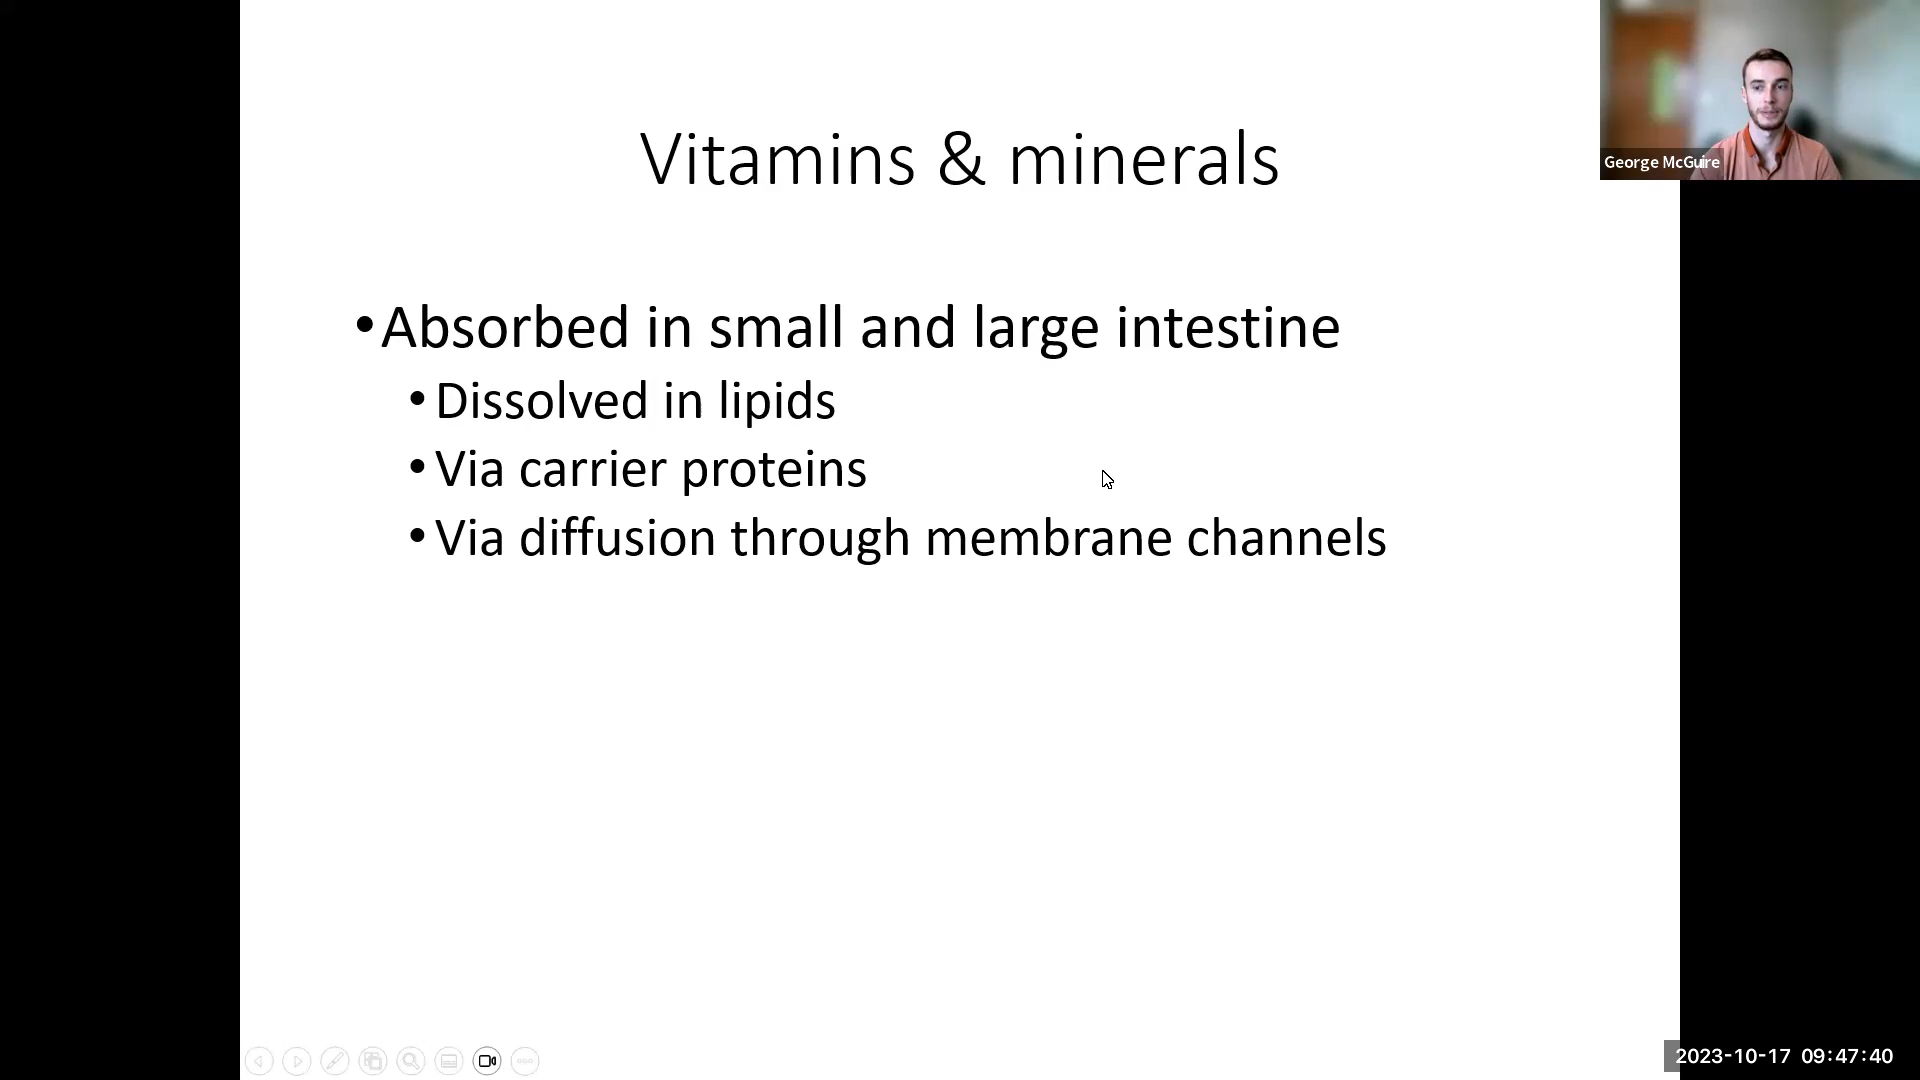 Vitamins & minerals
George McGuire
•Absorbed in small and large intestine
•Dissolved in lipids
•Via carrier proteins
•Via diffusion through membrane channels
2023-10-17 09:47:40